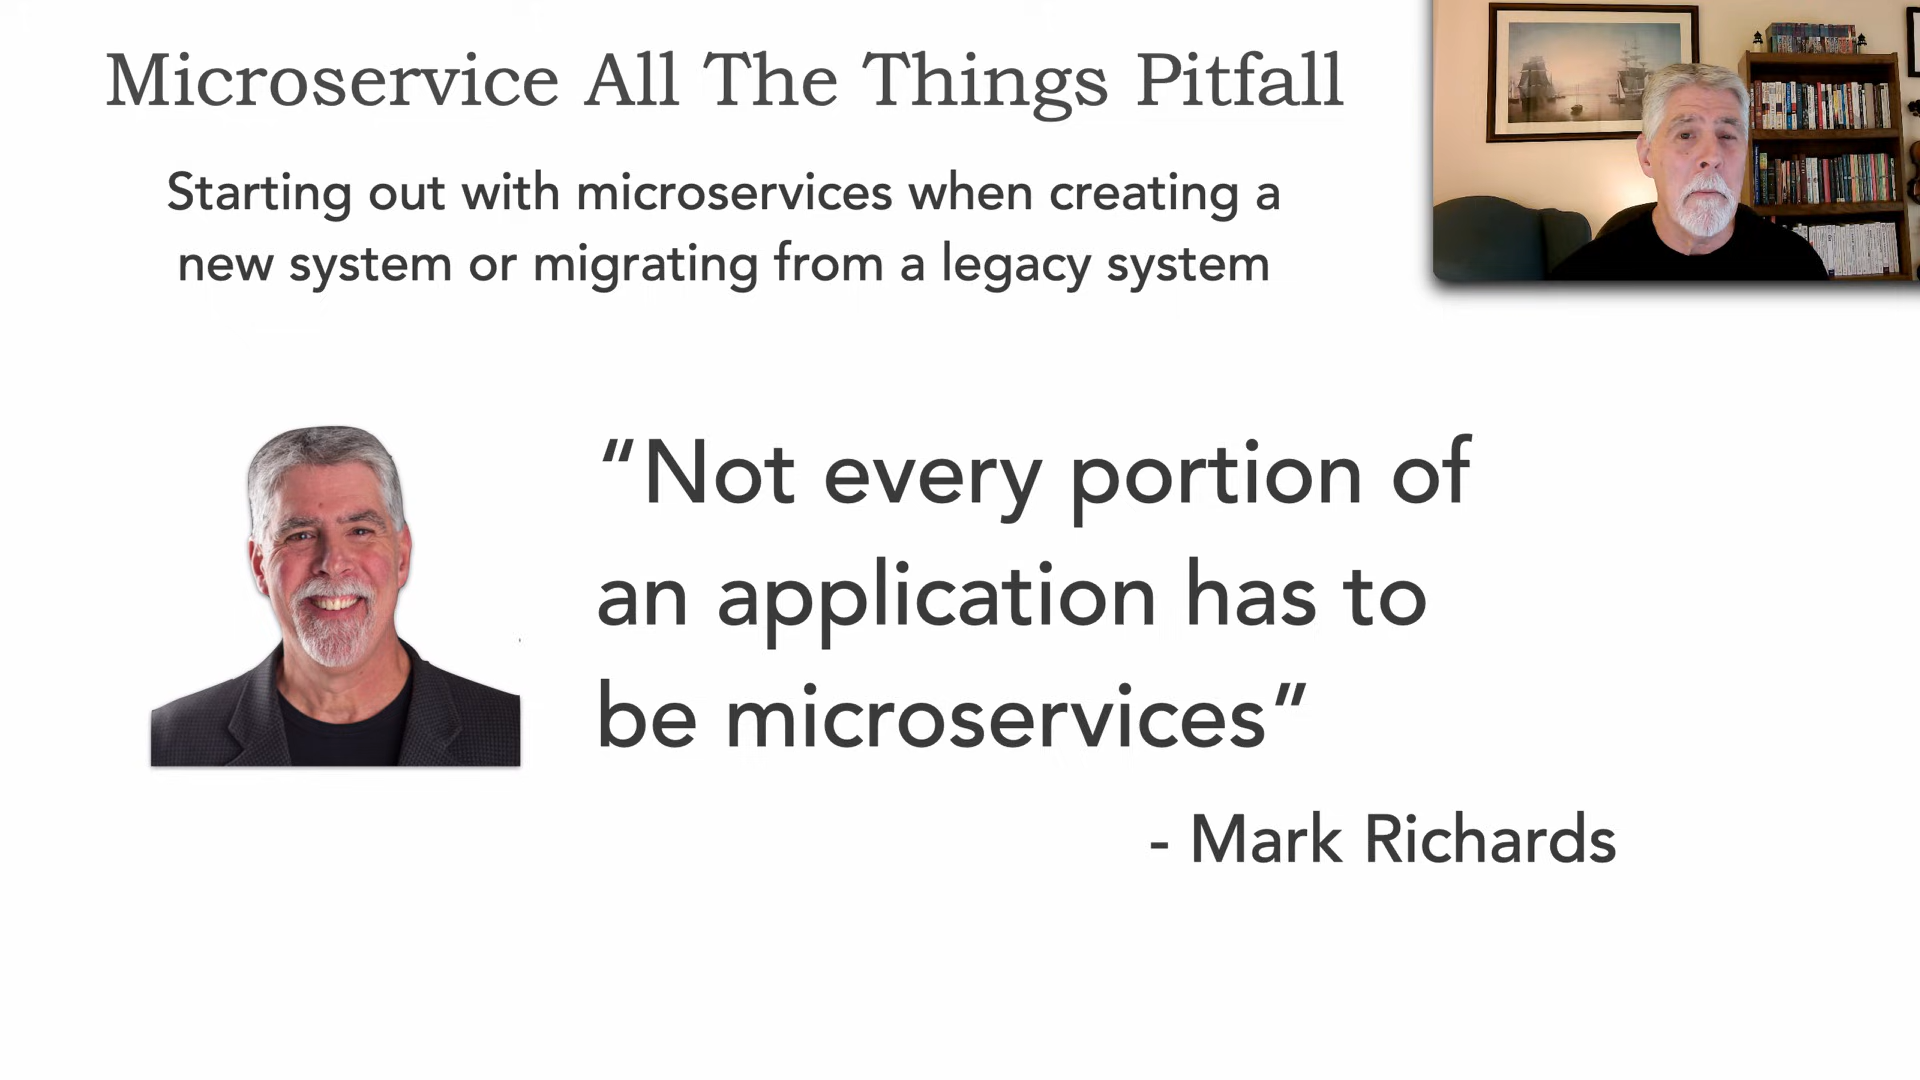 Microservice All The Things Pitfall
Starting out with microservices when creating a
new system or migrating from a legacy system
“Not every portion of
an application has to
be microservices”
- Mark Richards